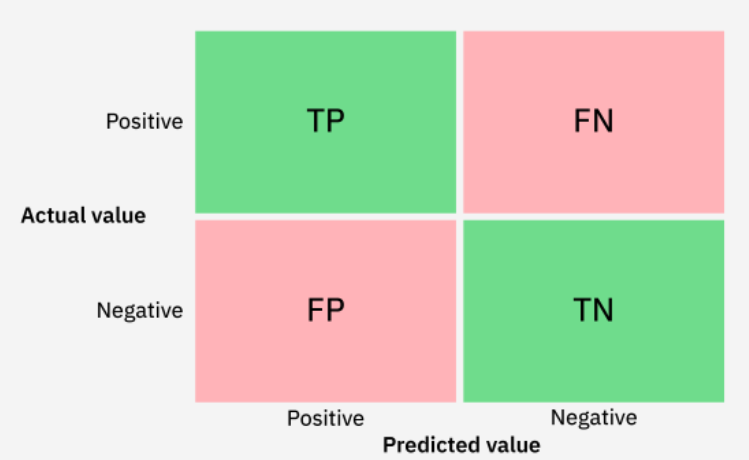 TP
FN
Positive
Actual value
FP
TN
Negative
Positive
Negative
Predicted value